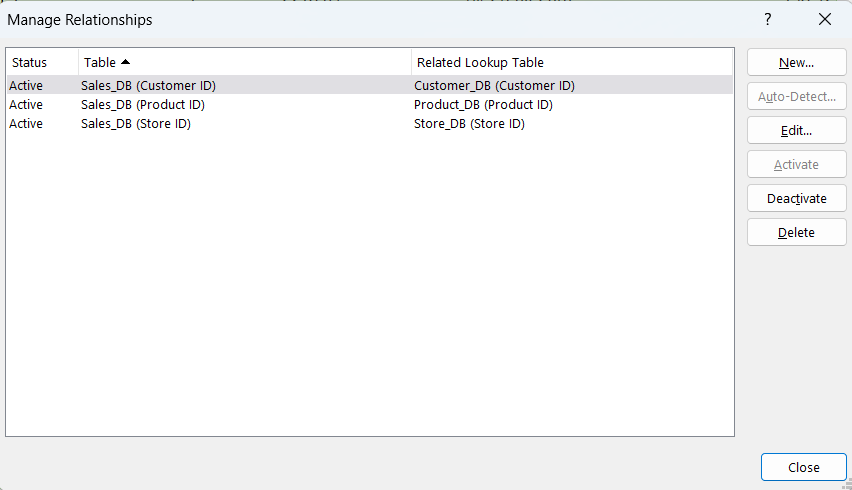 Manage Relationships ?
Status Table Related Lookup Table
Active Sales_DB (Customer ID) Customer_DB (Customer ID)
Active Sales_DB (Product ID) Product_DB (Product ID)
Active Sales_DB (Store ID) Store_DB (Store ID)
New...
Auto-Detect...
Edit...
Activate
Deactivate
Delete
Close